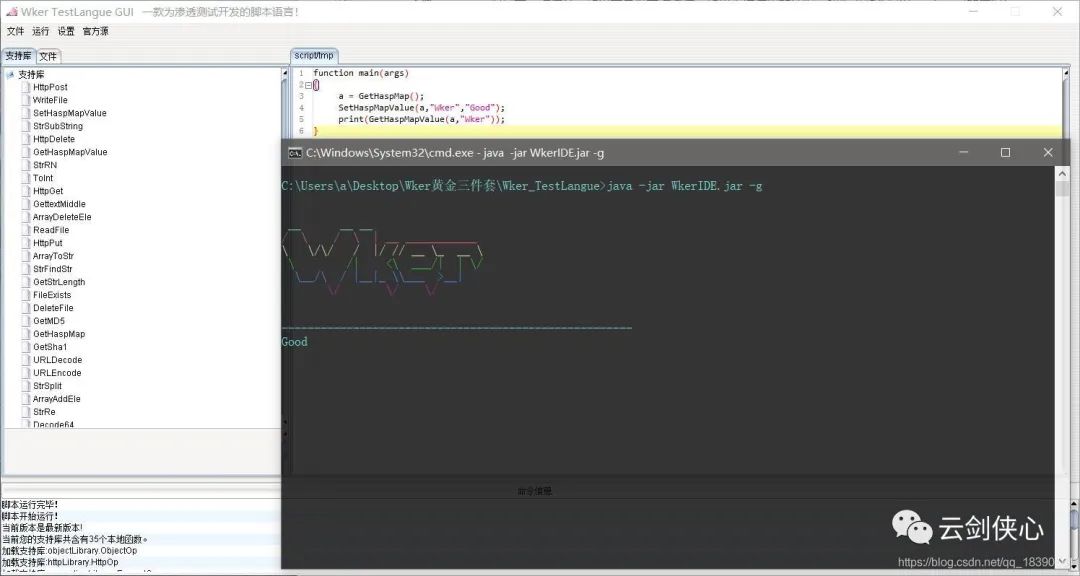 Wker TestLangue GUI 一款为渗透测试开发的脚本语言!
文件 运行 设置 官方源
支持库 文件
script/tmp
支持库
HttpPost
WriteFile
SetHaspMapValue
StrSubString
HttpDelete
GetHaspMapValue
StrRN
ToInt
HttpGet
GettextMiddle
ArrayDeleteEle
ReadFile
HttpPut
ArrayToStr
StrFindStr
GetStrLength
FileExists
DeleteFile
GetMD5
GetHaspMap
GetSha1
URLDecode
URLEncode
StrSplit
ArrayAddEle
StrRe
Decode64
1 function main(args)
2 {
3 a = GetHaspMap();
4 SetHaspMapValue(a,"Wker","Good");
5 print(GetHaspMapValue(a,"Wker"));
6 }
C:\Windows\System32\cmd.exe - java -jar WkerIDE.jar -g
C:\Users\a\Desktop\Wker黄金三件套\Wker_TestLangue>java -jar WkerIDE.jar -g
Wker
Good
命令信息
脚本运行完毕!
脚本开始运行!
当前版本是最新版本!
当前您的支持库共含有35个本地函数。
加载支持库:objectLibrary.ObjectOp
加载支持库:httpLibrary.HttpOp
云剑侠心
https://blog.csdn.net/qq_18390